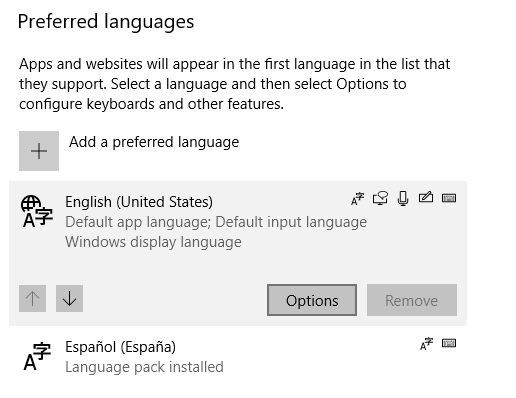 Preferred languages
Apps and websites will appear in the first language in the list that
they support. Select a language and then select Options to
configure keyboards and other features.
Add a preferred language
English (United States)
Default app language; Default input language
Windows display language
Options
Remove
Español (España)
Language pack installed